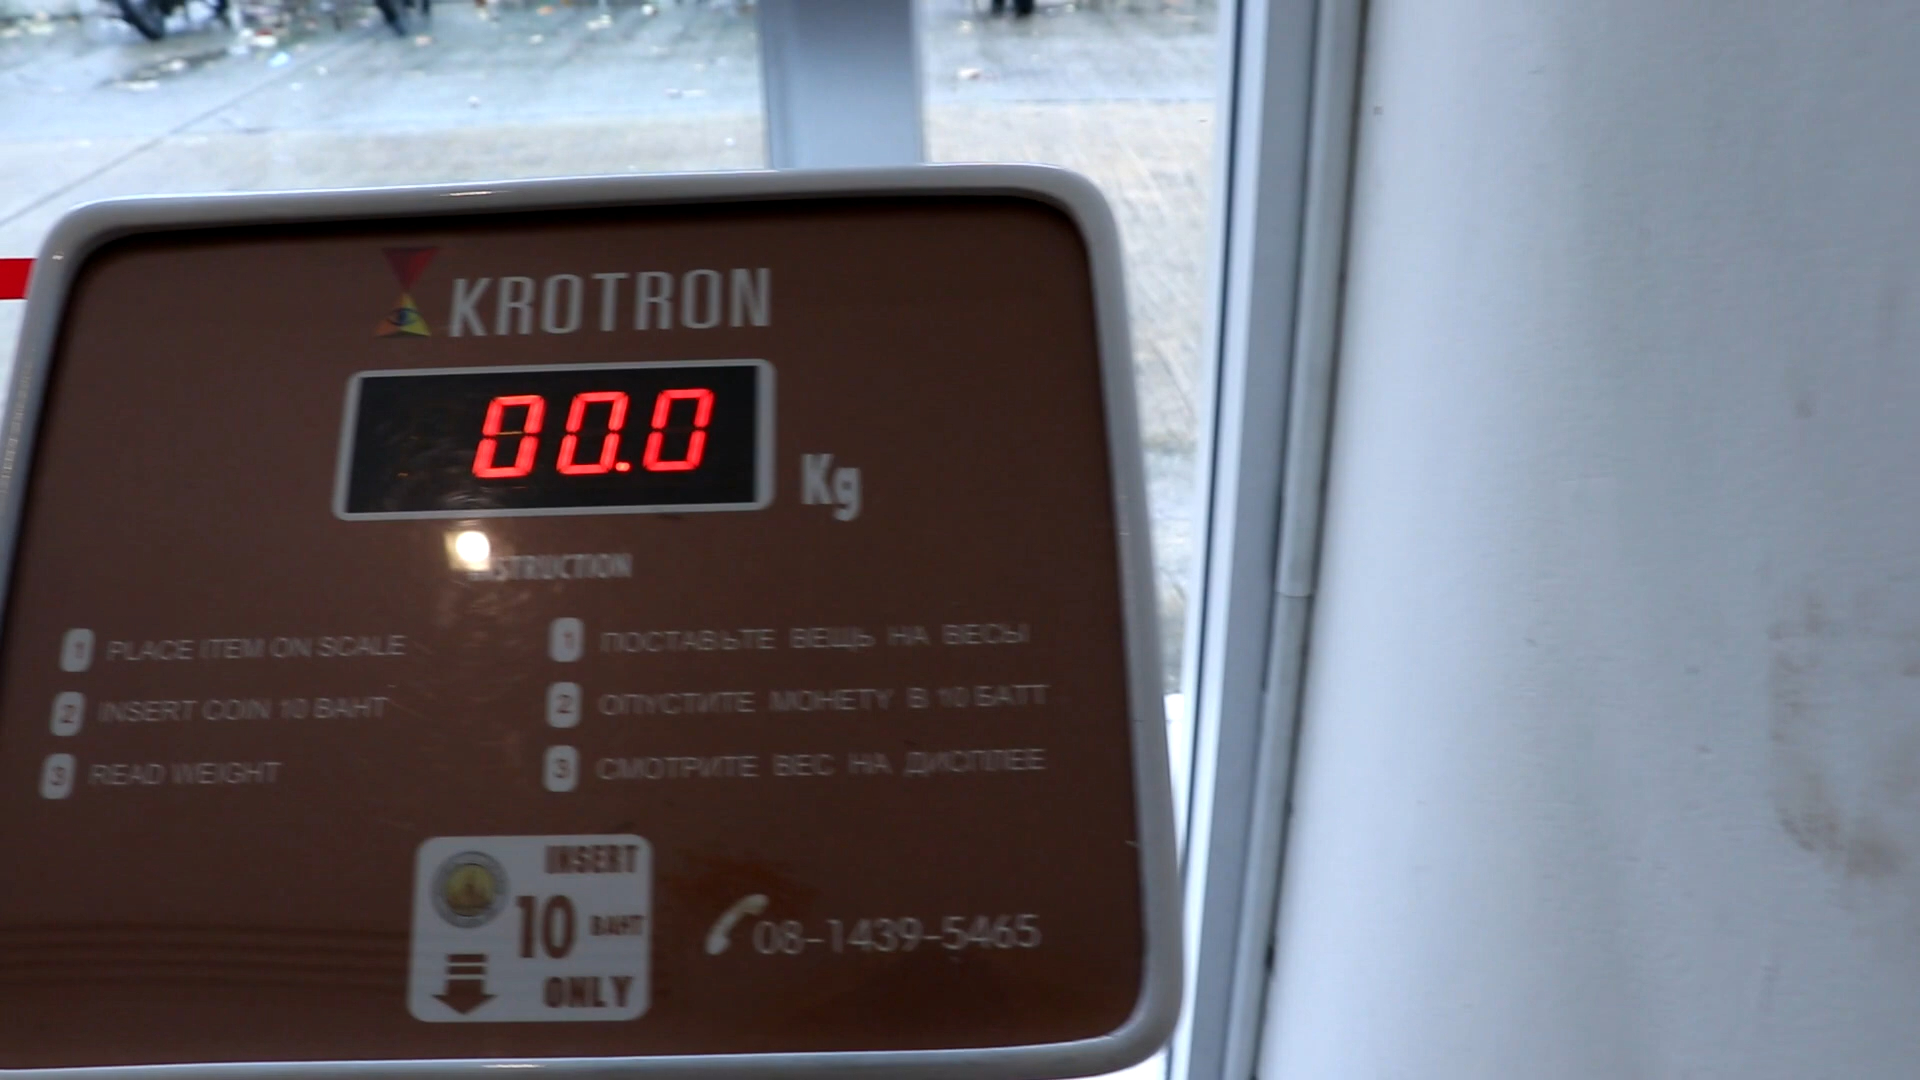 KROTRON
00.0
Kg
INSTRUCTION
1 PLACE ITEM ON SCALE
2 INSERT COIN 10 BAHT
3 READ WEIGHT
1 ПОСТАВЬТЕ ВЕЩЬ НА ВЕСЫ
2 ОПУСТИТЕ МОНЕТУ В 10 БАТТ
3 СМОТРИТЕ ВЕС НА ДИСПЛЕЕ
INSERT
10 BAHT
ONLY
08-1439-5465